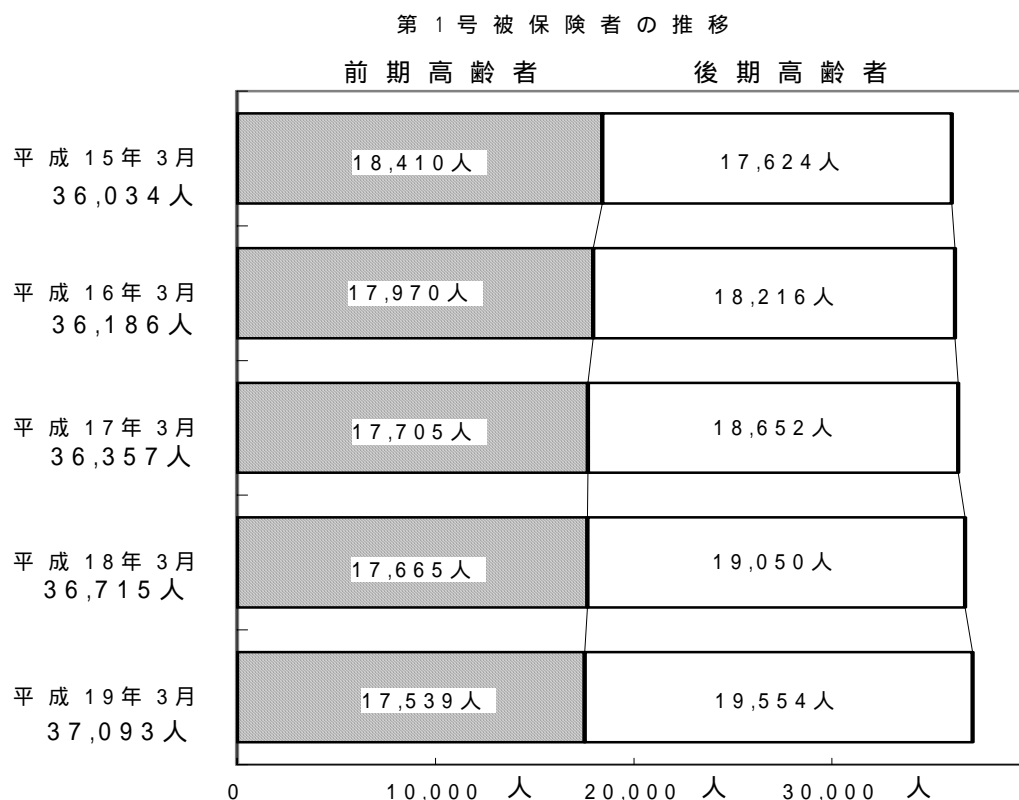 第1号被保険者の推移
前期高齢者 後期高齢者
平成15年3月
36,034人
18,410人 17,624人
平成16年3月
36,186人
17,970人 18,216人
平成17年3月
36,357人
17,705人 18,652人
平成18年3月
36,715人
17,665人 19,050人
平成19年3月
37,093人
17,539人 19,554人
0 10,000人 20,000人 30,000人